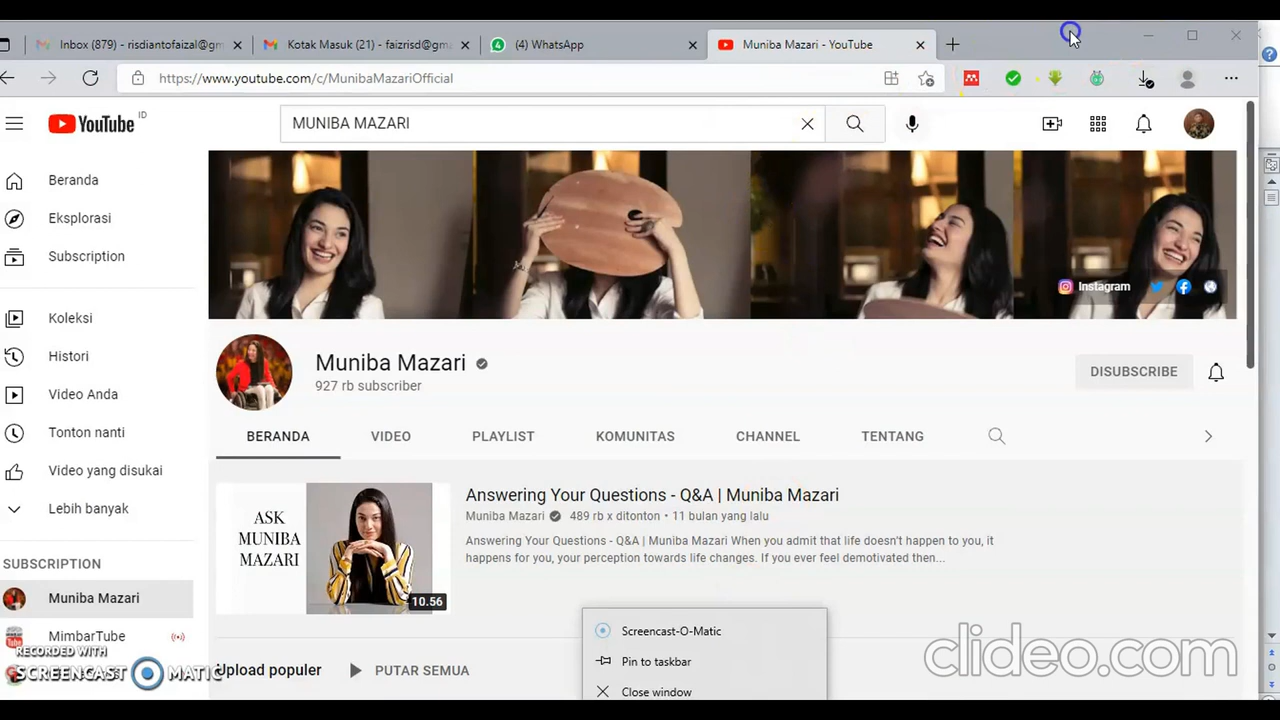 Inbox (879) - risdiantofaizal@gm
Kotak Masuk (21) - faizrisd@gma
(4) WhatsApp
Muniba Mazari - YouTube
https://www.youtube.com/c/MunibaMazariOfficial
YouTube ID
MUNIBA MAZARI
Beranda
Eksplorasi
Subscription
Koleksi
Histori
Video Anda
Tonton nanti
Video yang disukai
Lebih banyak
SUBSCRIPTION
Muniba Mazari
MimbarTube
Instagram
Muniba Mazari
927 rb subscriber
DISUBSCRIBE
BERANDA VIDEO PLAYLIST KOMUNITAS CHANNEL TENTANG
ASK
MUNIBA
MAZARI
10.56
Answering Your Questions - Q&A | Muniba Mazari
Muniba Mazari 489 rb x ditonton • 11 bulan yang lalu
Answering Your Questions - Q&A | Muniba Mazari When you admit that life doesn't happen to you, it
happens for you, your perception towards life changes. If you ever feel demotivated then...
Upload populer PUTAR SEMUA
Screencast-O-Matic
Pin to taskbar
Close window
RECORDED WITH
SCREENCAST MATIC
clideo.com